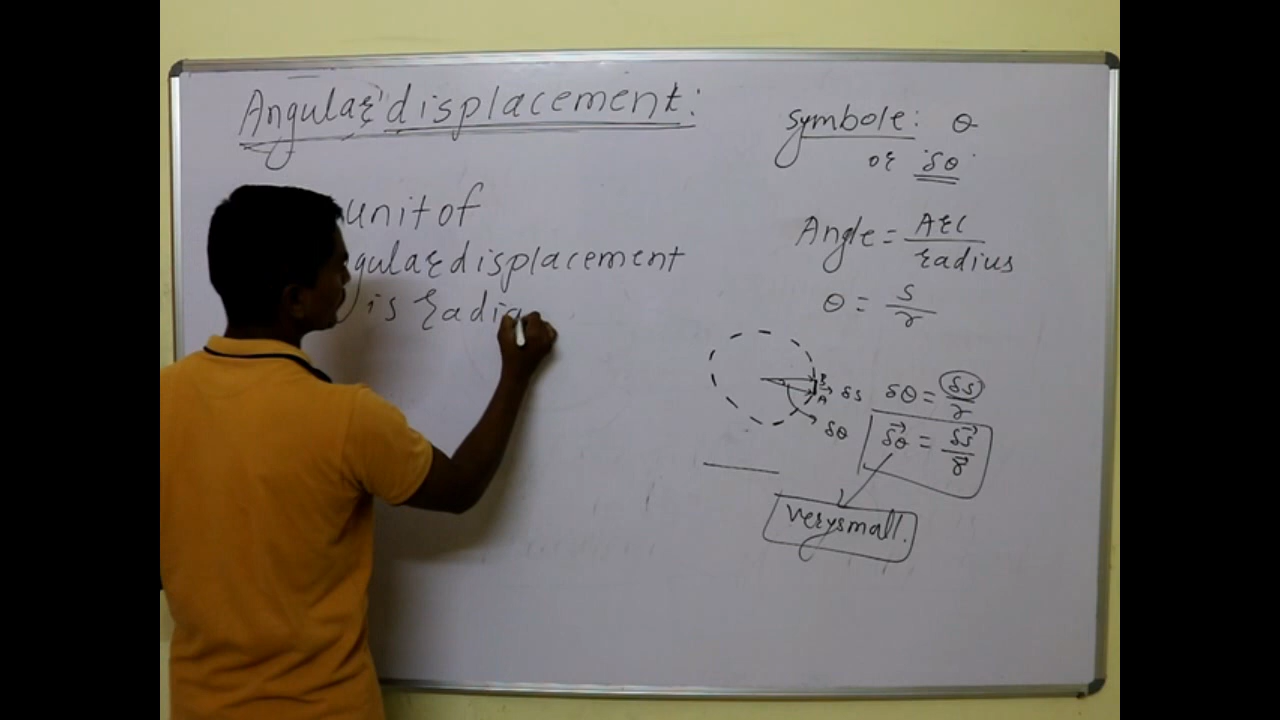 Angular displacement:
unit of
gular displacement
is radia
symbole: θ
or δθ
Angle = Arc / radius
θ = s / r
B
A
δs
δθ
δθ = δs / r
δθ⃗ = δs⃗ / r
very small.